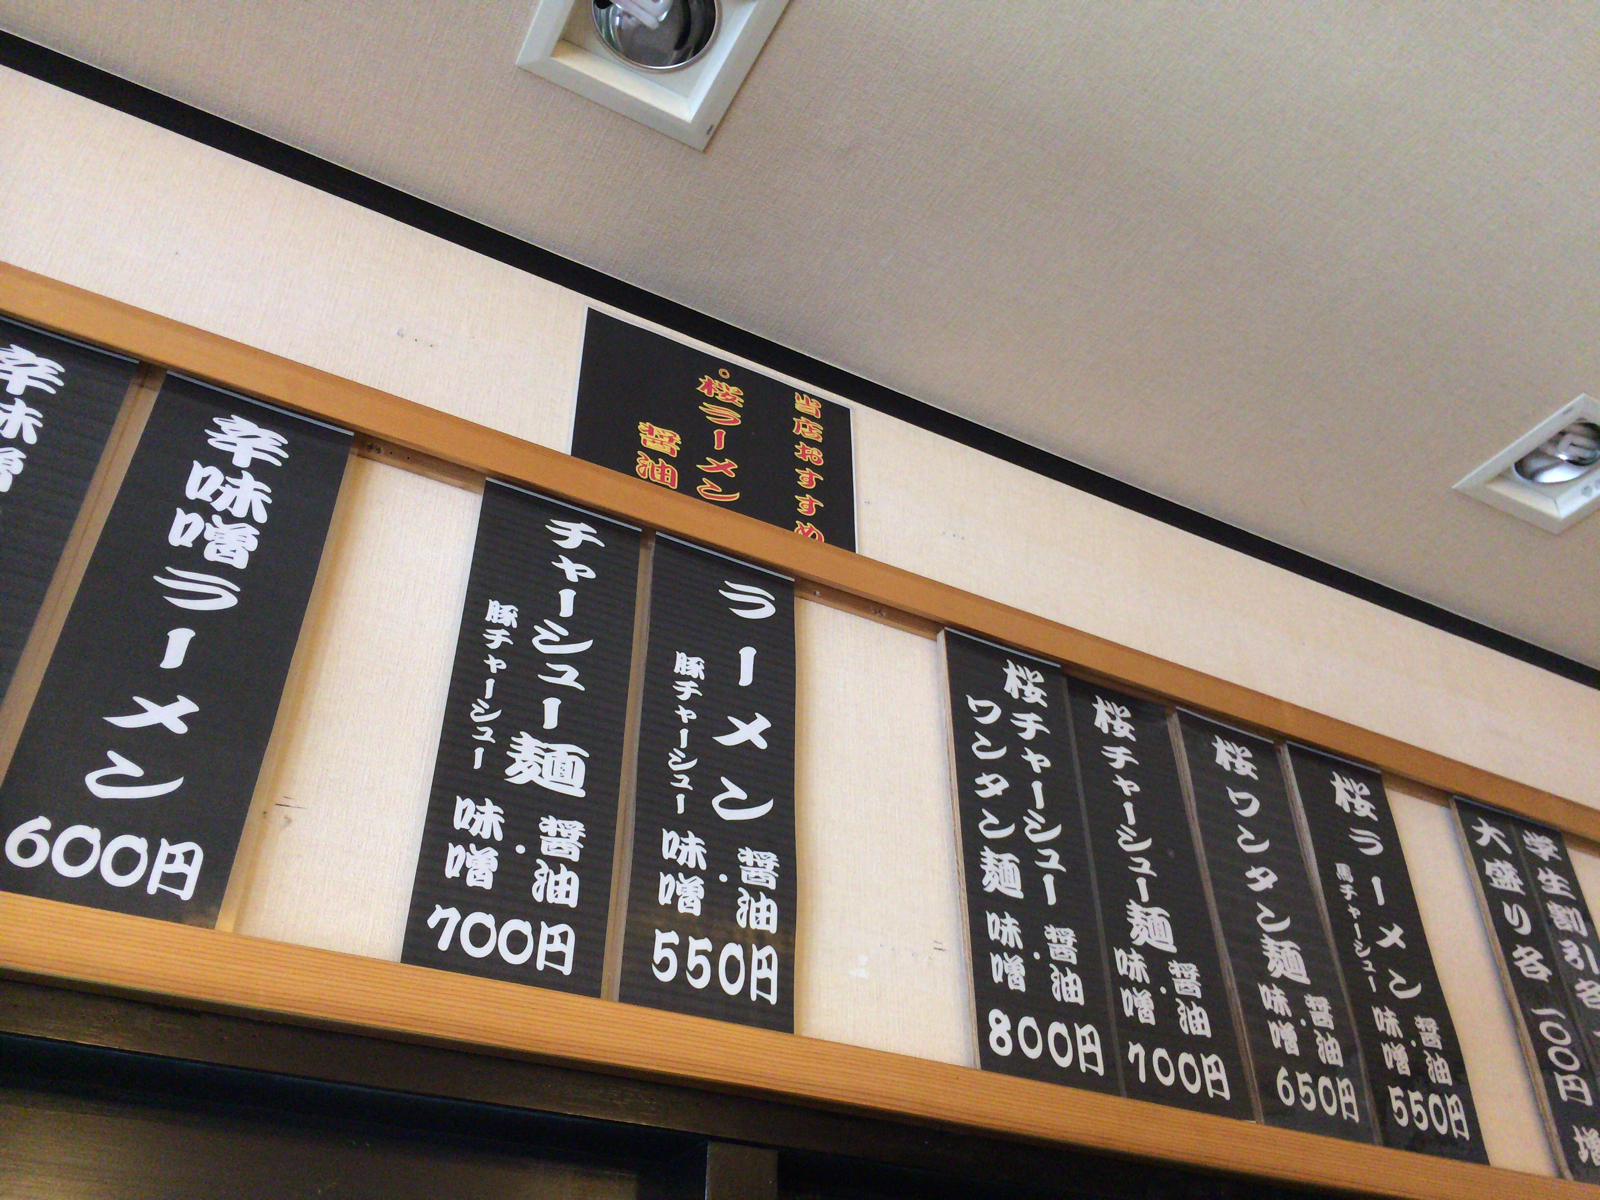 当店おすすめ
。桜ラーメン
醤油
学生割引各
大盛り各一〇〇円増
桜ラーメン
馬チャーシュー
醤油・味噌
550円
桜ワンタン麺
醤油・味噌
650円
桜チャーシュー麺
醤油・味噌
700円
桜チャーシュー
ワンタン麺
醤油・味噌
800円
ラーメン
豚チャーシュー
醤油・味噌
550円
チャーシュー麺
豚チャーシュー
醤油・味噌
700円
辛味噌ラーメン
600円
辛味噌